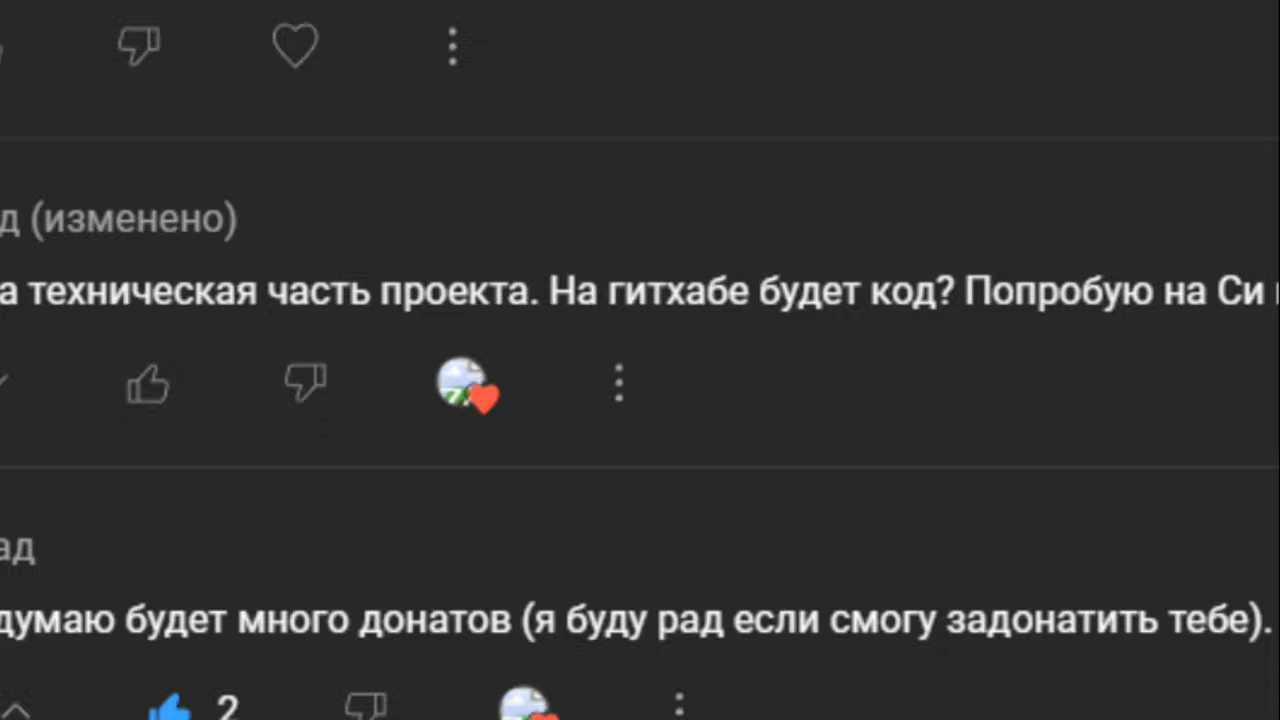 (изменено)
техническая часть проекта. На гитхабе будет код? Попробую на Си
думаю будет много донатов (я буду рад если смогу задонатить тебе).
2